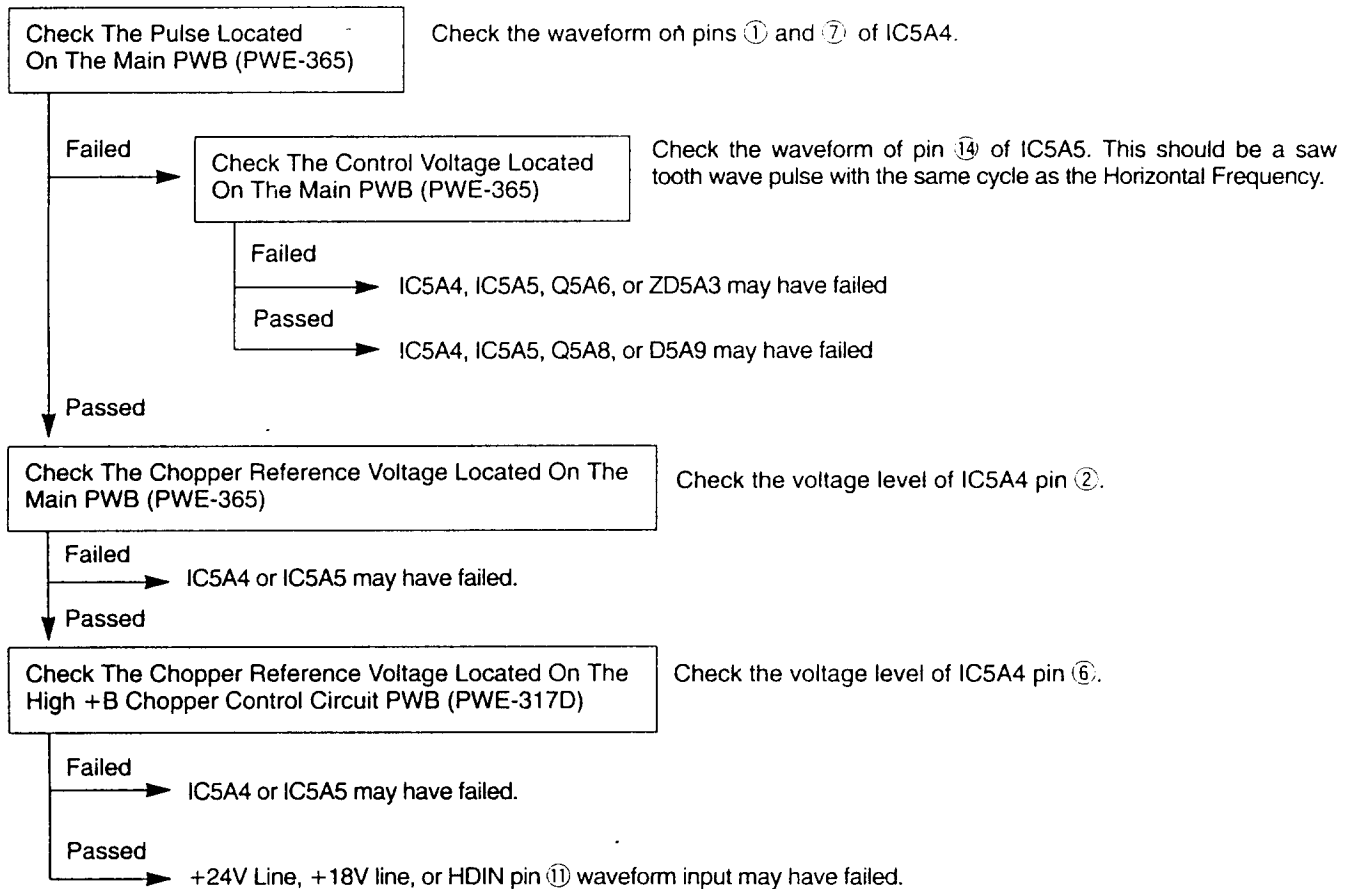 Check The Pulse Located
On The Main PWB (PWE-365)
Check the waveform on pins ① and ⑦ of IC5A4.
Failed
Check The Control Voltage Located
On The Main PWB (PWE-365)
Check the waveform of pin ⑭ of IC5A5. This should be a saw
tooth wave pulse with the same cycle as the Horizontal Frequency.
Failed
IC5A4, IC5A5, Q5A6, or ZD5A3 may have failed
Passed
IC5A4, IC5A5, Q5A8, or D5A9 may have failed
Passed
Check The Chopper Reference Voltage Located On The
Main PWB (PWE-365)
Check the voltage level of IC5A4 pin ②.
Failed
IC5A4 or IC5A5 may have failed.
Passed
Check The Chopper Reference Voltage Located On The
High +B Chopper Control Circuit PWB (PWE-317D)
Check the voltage level of IC5A4 pin ⑥.
Failed
IC5A4 or IC5A5 may have failed.
Passed
+24V Line, +18V line, or HDIN pin ⑪ waveform input may have failed.